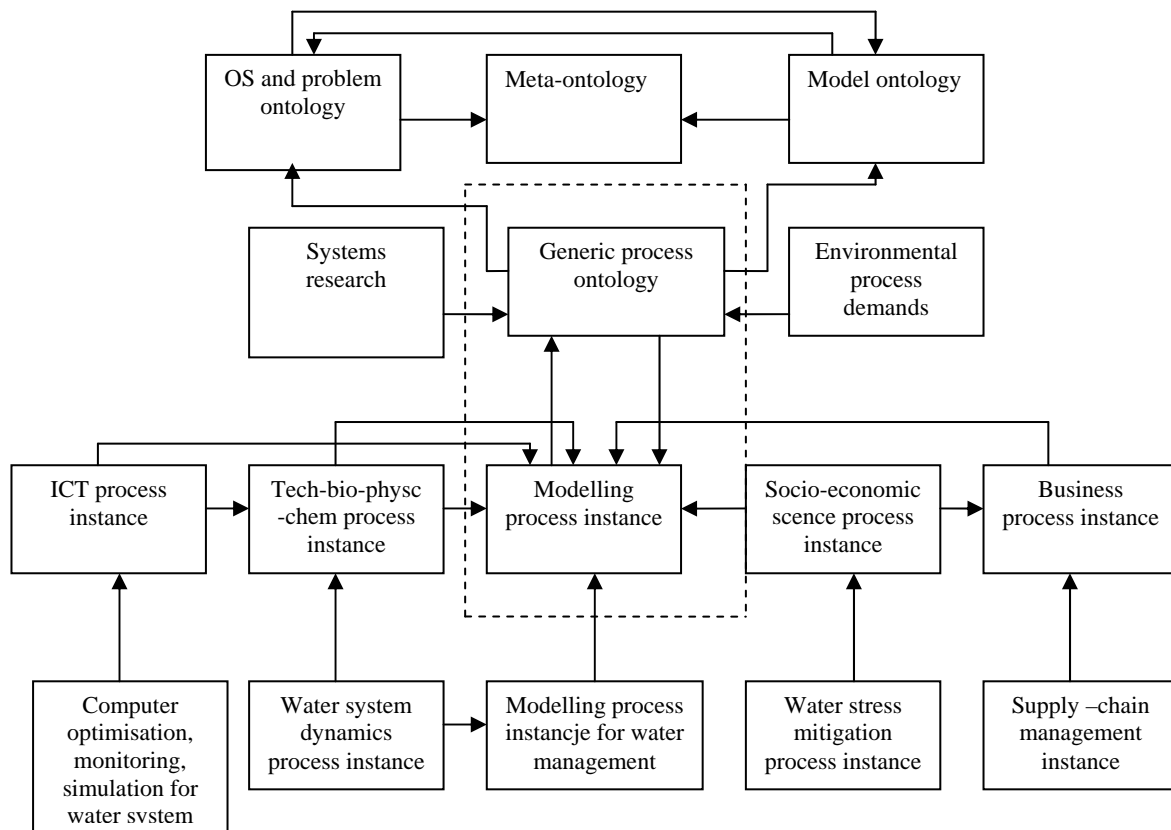 OS and problem
ontology
Meta-ontology
Model ontology
Systems
research
Generic process
ontology
Environmental
process
demands
ICT process
instance
Tech-bio-physc
-chem process
instance
Modelling
process instance
Socio-economic
scence process
instance
Business
process instance
Computer
optimisation,
monitoring,
simulation for
water system
Water system
dynamics
process instance
Modelling process
instancje for water
management
Water stress
mitigation
process instance
Supply –chain
management
instance